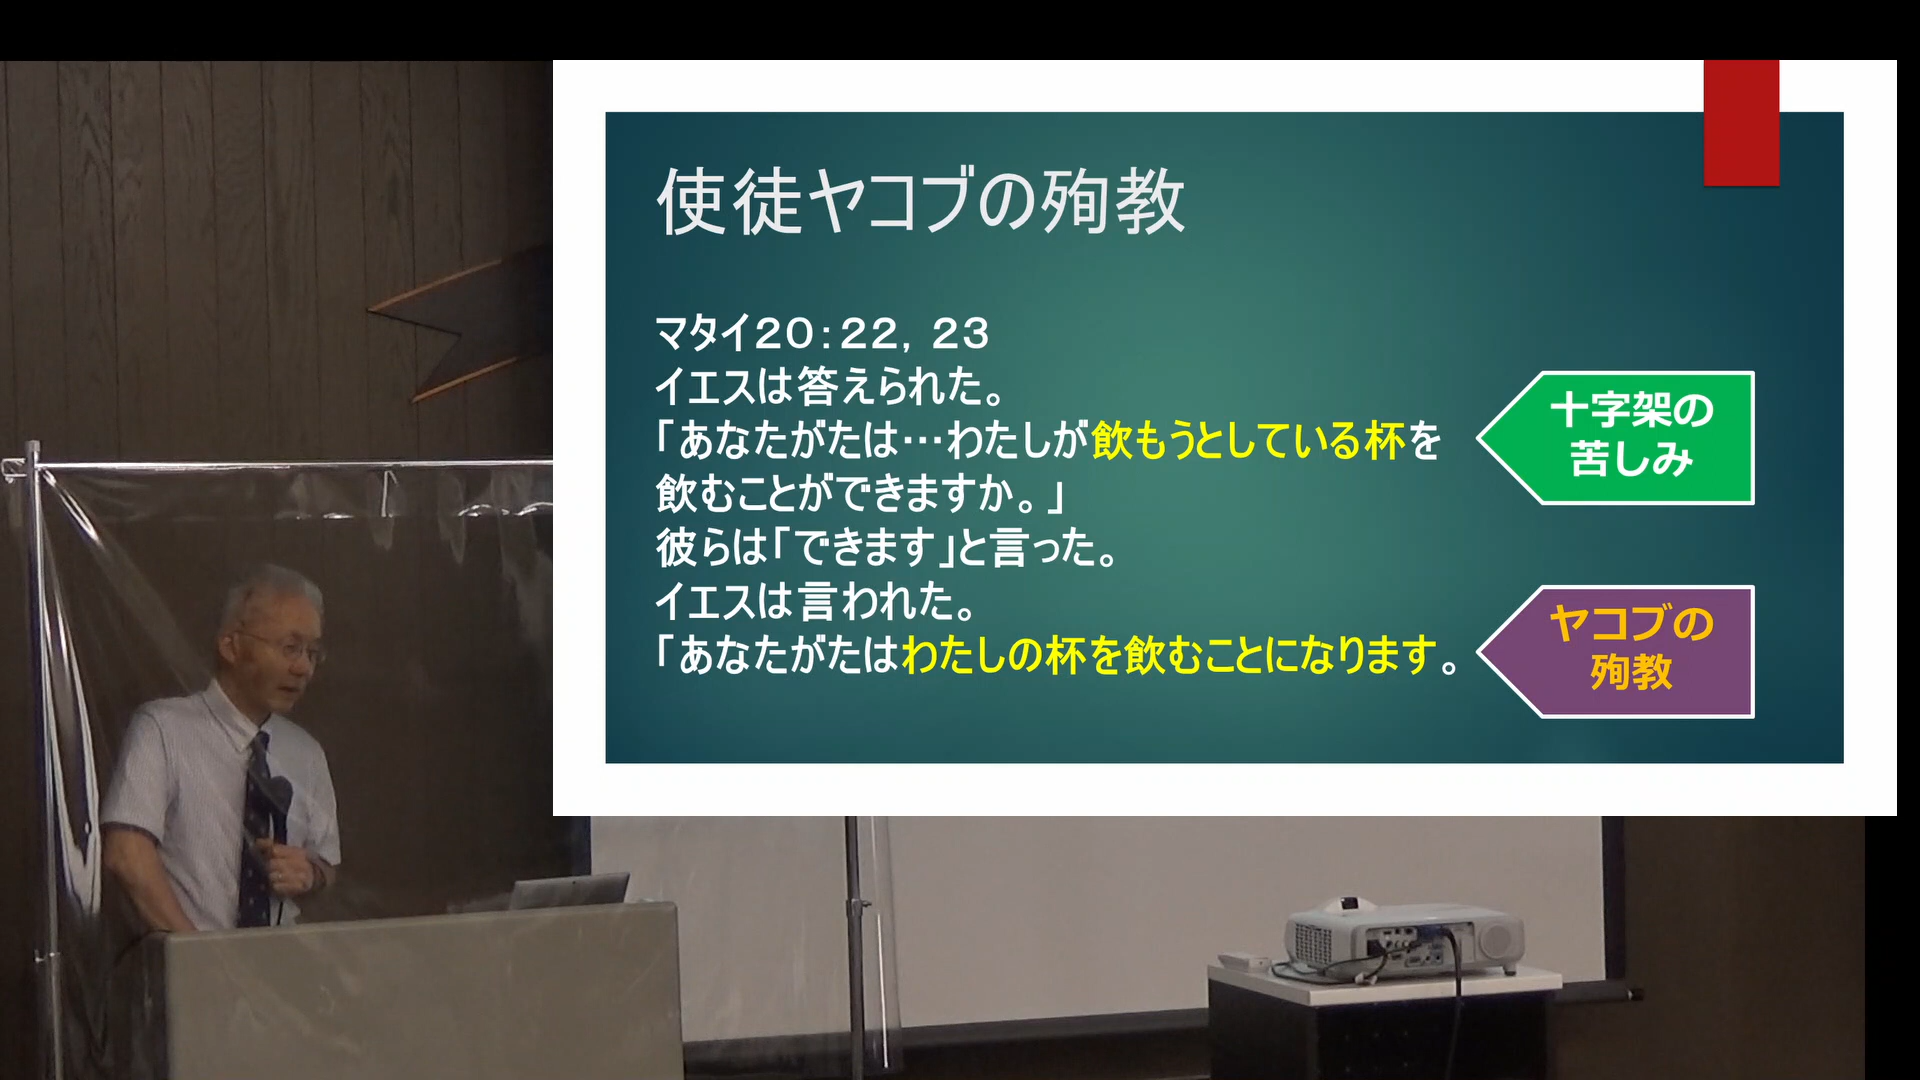 使徒ヤコブの殉教
マタイ２０：２２，２３
イエスは答えられた。
「あなたがたは…わたしが飲もうとしている杯を
飲むことができますか。」
彼らは「できます」と言った。
イエスは言われた。
「あなたがたはわたしの杯を飲むことになります。
十字架の
苦しみ
ヤコブの
殉教